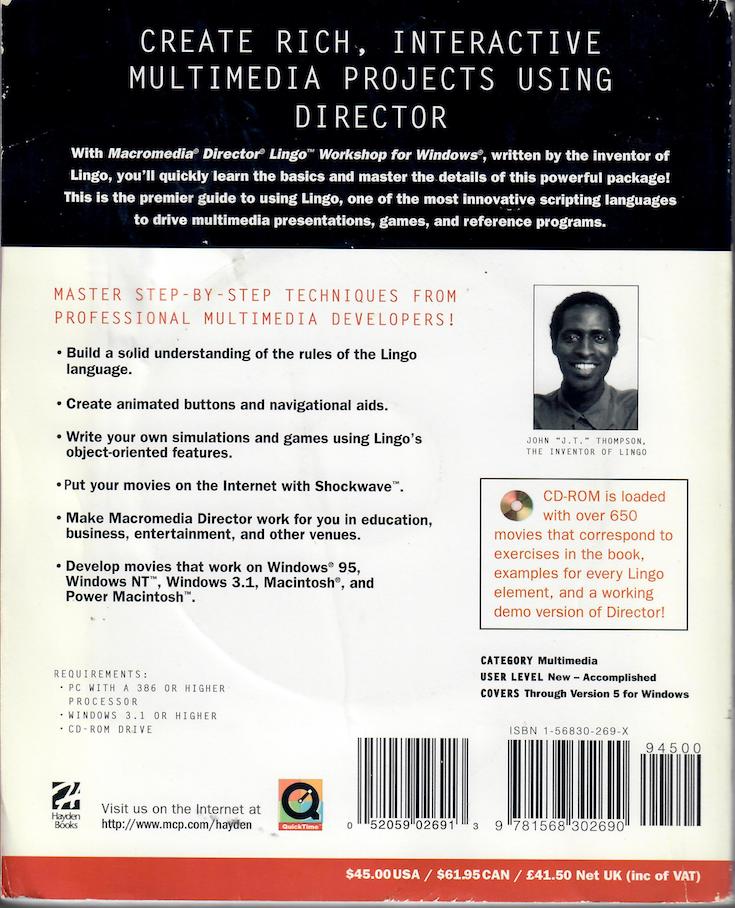 CREATE RICH, INTERACTIVE
MULTIMEDIA PROJECTS USING
DIRECTOR
With Macromedia® Director® Lingo™ Workshop for Windows®, written by the inventor of
Lingo, you'll quickly learn the basics and master the details of this powerful package!
This is the premier guide to using Lingo, one of the most innovative scripting languages
to drive multimedia presentations, games, and reference programs.
MASTER STEP-BY-STEP TECHNIQUES FROM
PROFESSIONAL MULTIMEDIA DEVELOPERS!
• Build a solid understanding of the rules of the Lingo
language.
• Create animated buttons and navigational aids.
• Write your own simulations and games using Lingo's
object-oriented features.
• Put your movies on the Internet with Shockwave™.
• Make Macromedia Director work for you in education,
business, entertainment, and other venues.
• Develop movies that work on Windows® 95,
Windows NT™, Windows 3.1, Macintosh®, and
Power Macintosh™.
JOHN "J.T." THOMPSON,
THE INVENTOR OF LINGO
CD-ROM is loaded
with over 650
movies that correspond to
exercises in the book,
examples for every Lingo
element, and a working
demo version of Director!
CATEGORY Multimedia
USER LEVEL New – Accomplished
COVERS Through Version 5 for Windows
REQUIREMENTS:
• PC WITH A 386 OR HIGHER
PROCESSOR
• WINDOWS 3.1 OR HIGHER
• CD-ROM DRIVE
Hayden
Books
Visit us on the Internet at
http://www.mcp.com/hayden
QuickTime™
0 52059 02691 3
ISBN 1-56830-269-X
9 781568 302690
94500
$45.00 USA / $61.95 CAN / £41.50 Net UK (inc of VAT)